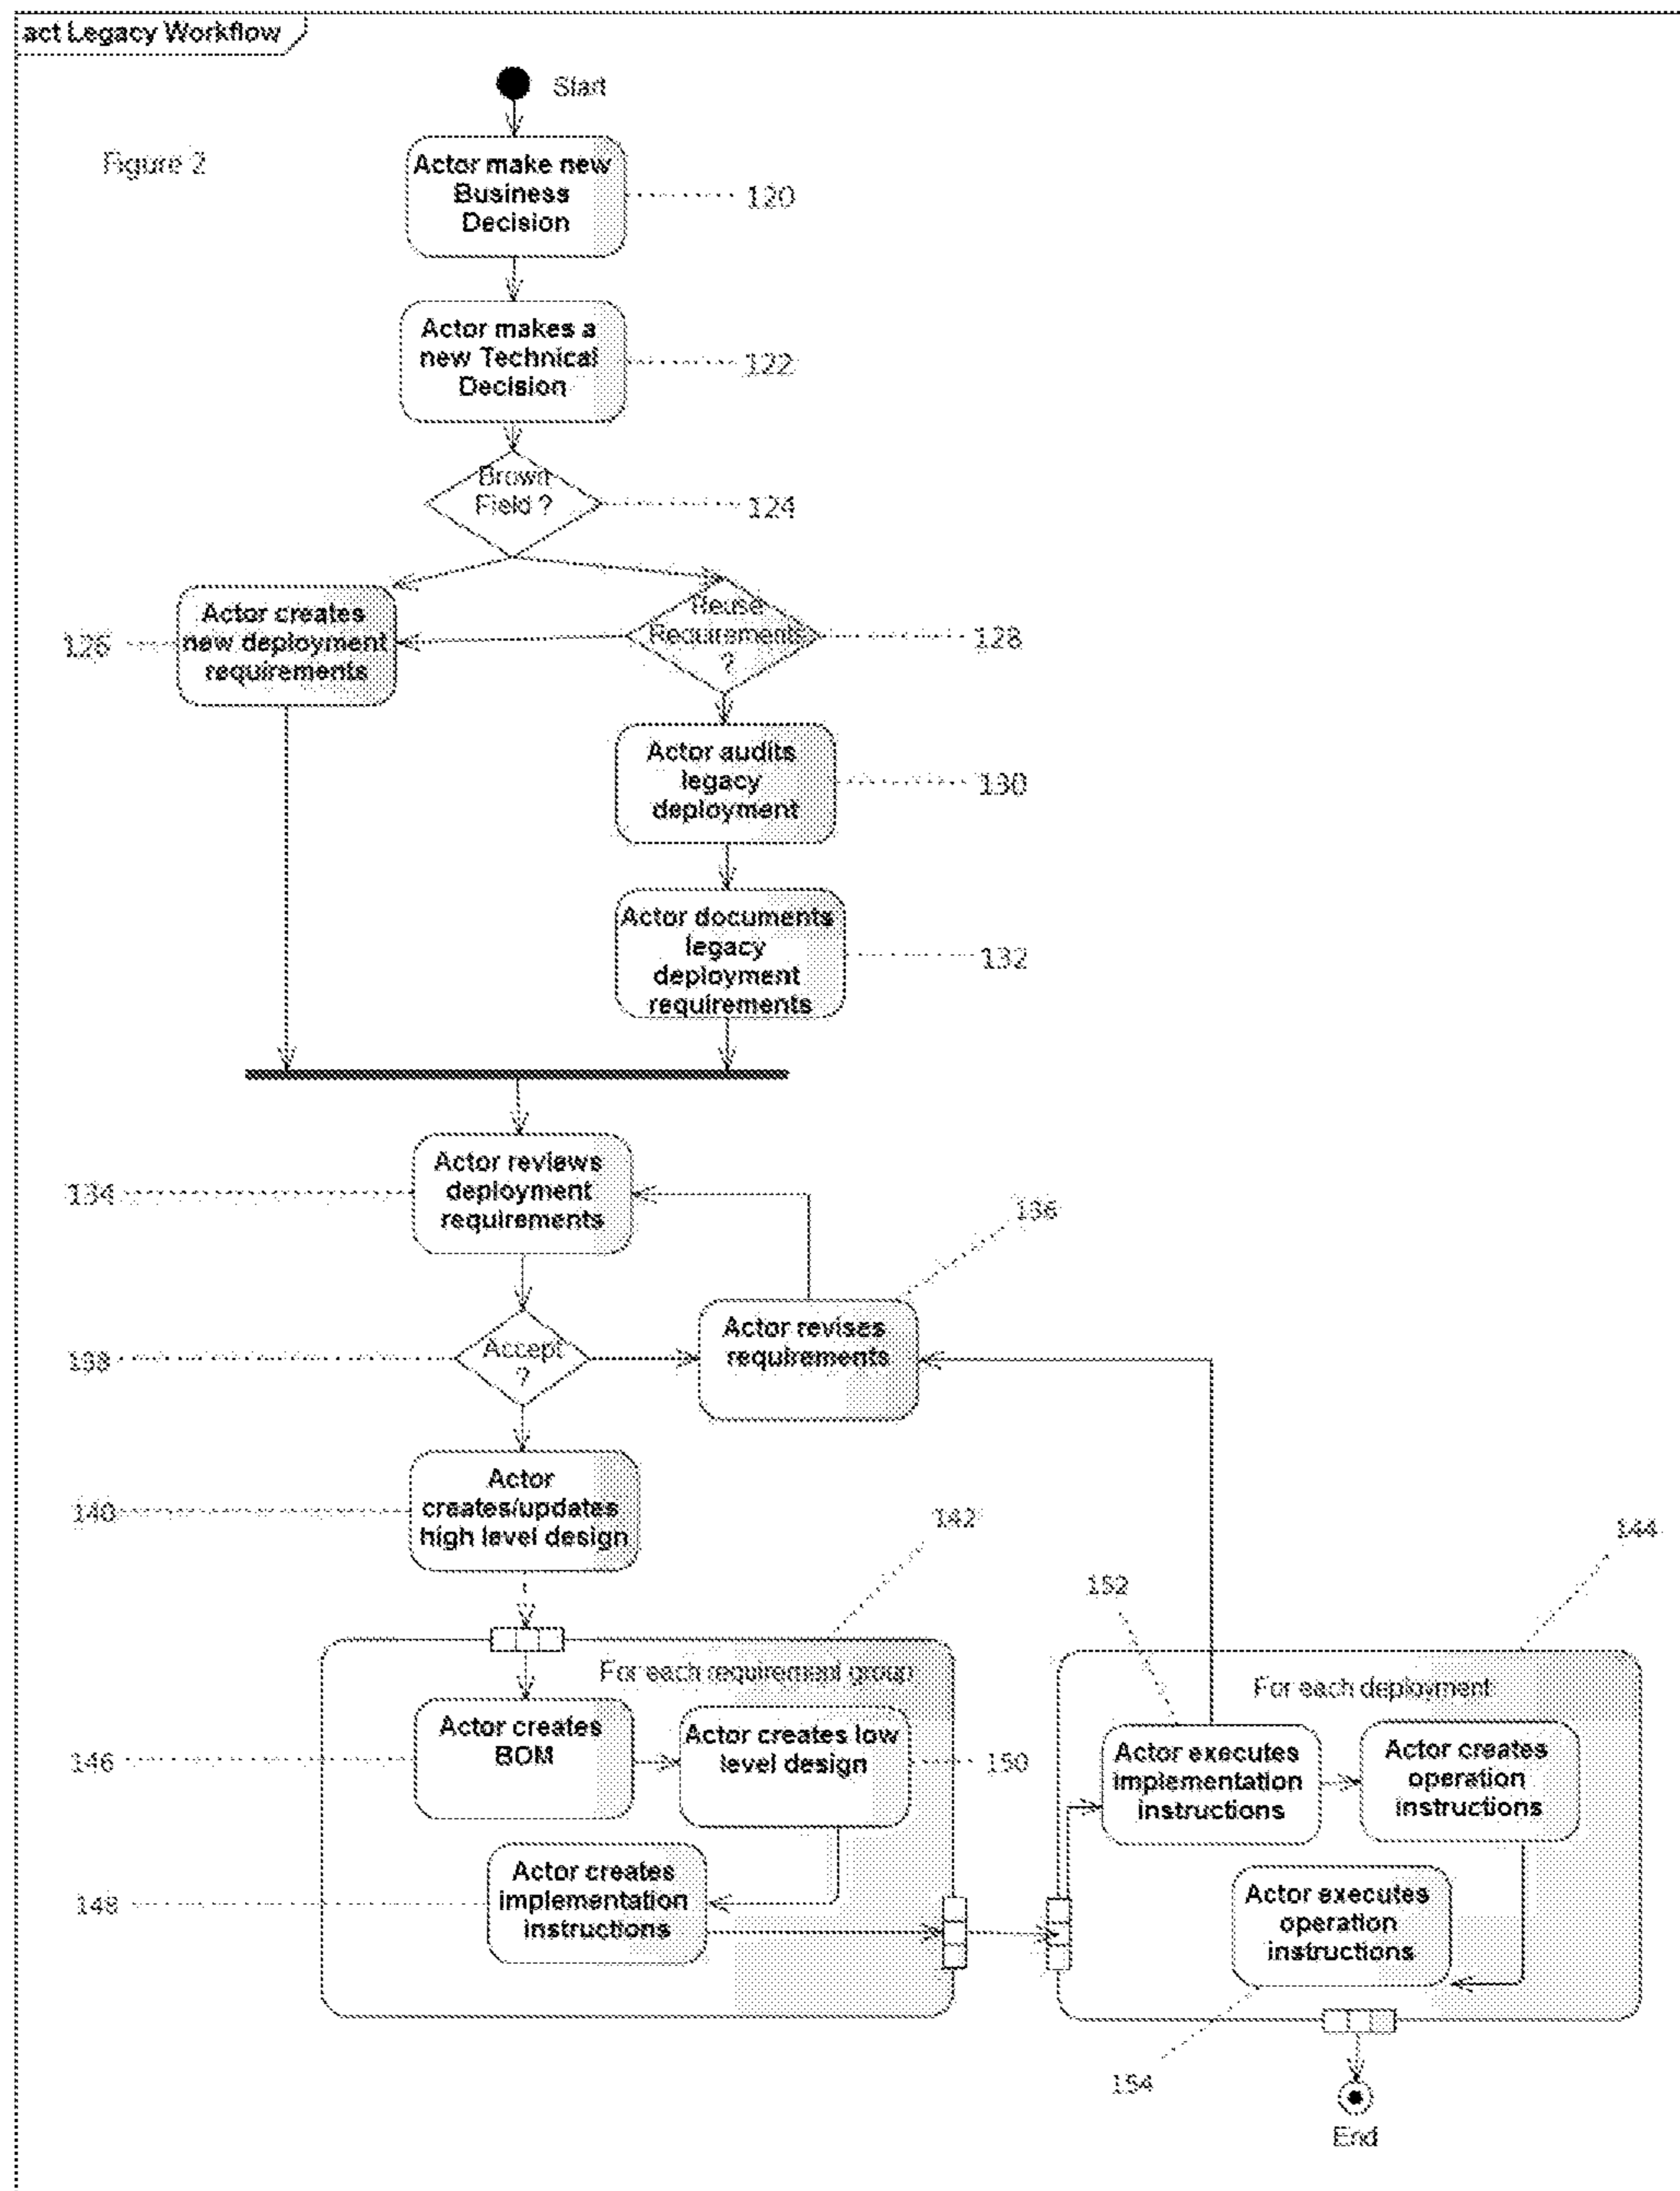 act Legacy Workflow
Start
Figure 2
Actor make new
Business
Decision
120
Actor makes a
new Technical
Decision
122
Brown
Field ?
124
Actor creates
new deployment
requirements
126
Reuse
Requirements
?
128
Actor audits
legacy
deployment
130
Actor documents
legacy
deployment
requirements
132
Actor reviews
deployment
requirements
134
136
Actor revises
requirements
Accept
?
138
Actor
creates/updates
high level design
140
142
144
152
For each requirement group
For each deployment
Actor creates
BOM
146
Actor creates low
level design
150
Actor executes
implementation
instructions
Actor creates
operation
instructions
Actor creates
implementation
instructions
148
Actor executes
operation
instructions
154
End